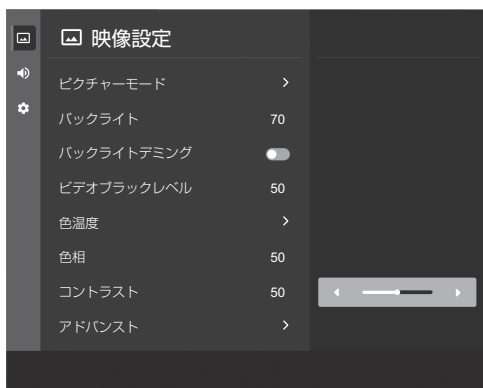 映像設定
ピクチャーモード
バックライト 70
バックライトデミング
ビデオブラックレベル 50
色温度
色相 50
コントラスト 50
アドバンスト